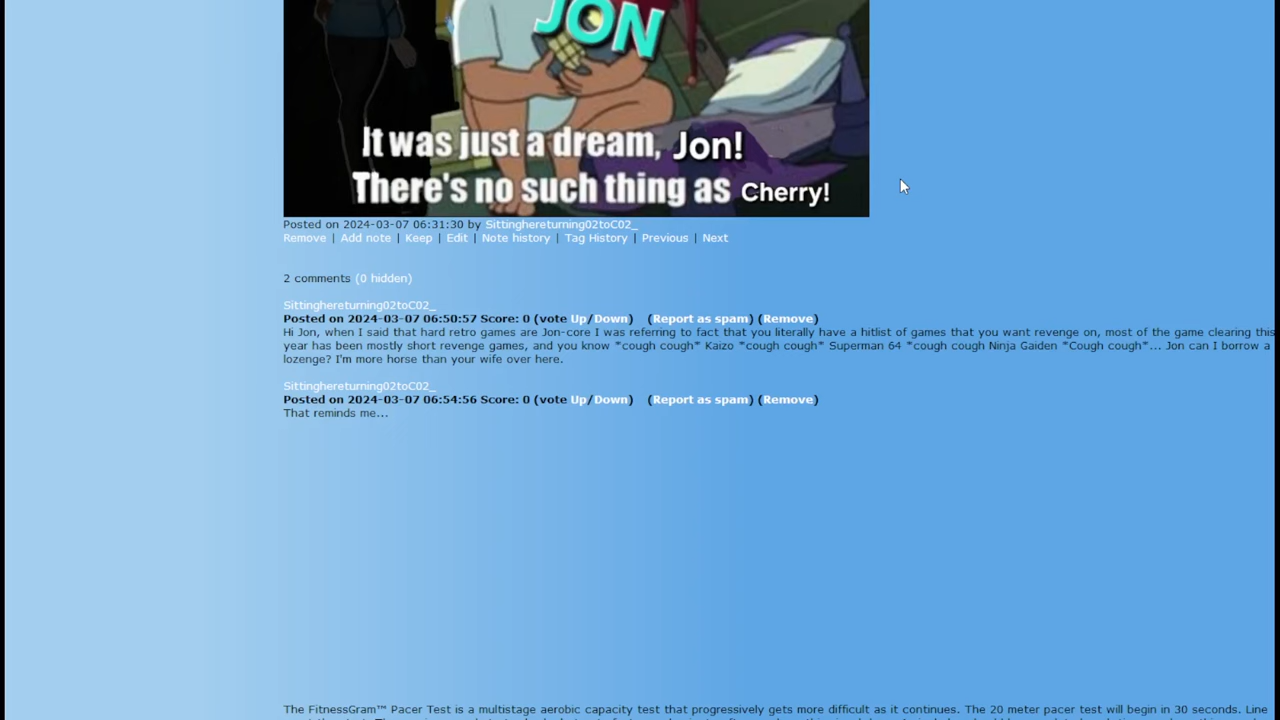 JON
It was just a dream, Jon!
There's no such thing as Cherry!
Posted on 2024-03-07 06:31:30 by Sittinghereturning02toC02_
Remove | Add note | Keep | Edit | Note history | Tag History | Previous | Next
2 comments (0 hidden)
Sittinghereturning02toC02_
Posted on 2024-03-07 06:50:57 Score: 0 (vote Up/Down) (Report as spam) (Remove)
Hi Jon, when I said that hard retro games are Jon-core I was referring to fact that you literally have a hitlist of games that you want revenge on, most of the game clearing this
year has been mostly short revenge games, and you know *cough cough* Kaizo *cough cough* Superman 64 *cough cough Ninja Gaiden *Cough cough*... Jon can I borrow a
lozenge? I'm more horse than your wife over here.
Sittinghereturning02toC02_
Posted on 2024-03-07 06:54:56 Score: 0 (vote Up/Down) (Report as spam) (Remove)
That reminds me...
The FitnessGram™ Pacer Test is a multistage aerobic capacity test that progressively gets more difficult as it continues. The 20 meter pacer test will begin in 30 seconds. Line